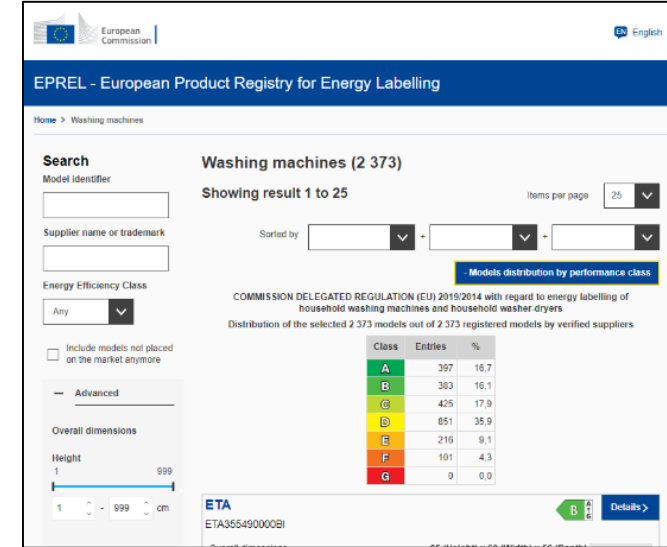 European
Commission
EN English
EPREL - European Product Registry for Energy Labelling
Home > Washing machines
Search
Model identifier
Supplier name or trademark
Energy Efficiency Class
Any
Include models not placed
on the market anymore
— Advanced
Overall dimensions
Height
1 999
1 - 999 cm
Washing machines (2 373)
Showing result 1 to 25
Items per page 25
Sorted by + +
- Models distribution by performance class
COMMISSION DELEGATED REGULATION (EU) 2019/2014 with regard to energy labelling of
household washing machines and household washer-dryers
Distribution of the selected 2 373 models out of 2 373 registered models by verified suppliers
Class Entries %
A 397 16,7
B 383 16,1
C 425 17,9
D 851 35,9
E 216 9,1
F 101 4,3
G 0 0,0
ETA
ETA355490000BI
B A G
Details >